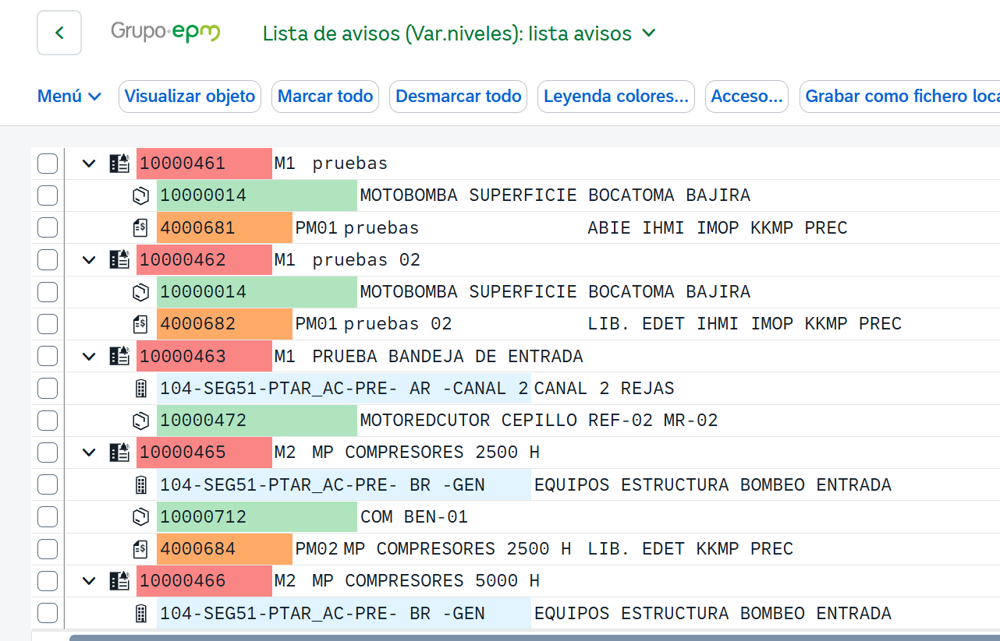 Grupo·epm
Lista de avisos (Var.niveles): lista avisos
Menú Visualizar objeto Marcar todo Desmarcar todo Leyenda colores... Acceso... Grabar como fichero loca
10000461 M1 pruebas
10000014 MOTOBOMBA SUPERFICIE BOCATOMA BAJIRA
4000681 PM01 pruebas ABIE IHMI IMOP KKMP PREC
10000462 M1 pruebas 02
10000014 MOTOBOMBA SUPERFICIE BOCATOMA BAJIRA
4000682 PM01 pruebas 02 LIB. EDET IHMI IMOP KKMP PREC
10000463 M1 PRUEBA BANDEJA DE ENTRADA
104-SEG51-PTAR_AC-PRE- AR -CANAL 2 CANAL 2 REJAS
10000472 MOTOREDCUTOR CEPILLO REF-02 MR-02
10000465 M2 MP COMPRESORES 2500 H
104-SEG51-PTAR_AC-PRE- BR -GEN EQUIPOS ESTRUCTURA BOMBEO ENTRADA
10000712 COM BEN-01
4000684 PM02 MP COMPRESORES 2500 H LIB. EDET KKMP PREC
10000466 M2 MP COMPRESORES 5000 H
104-SEG51-PTAR_AC-PRE- BR -GEN EQUIPOS ESTRUCTURA BOMBEO ENTRADA